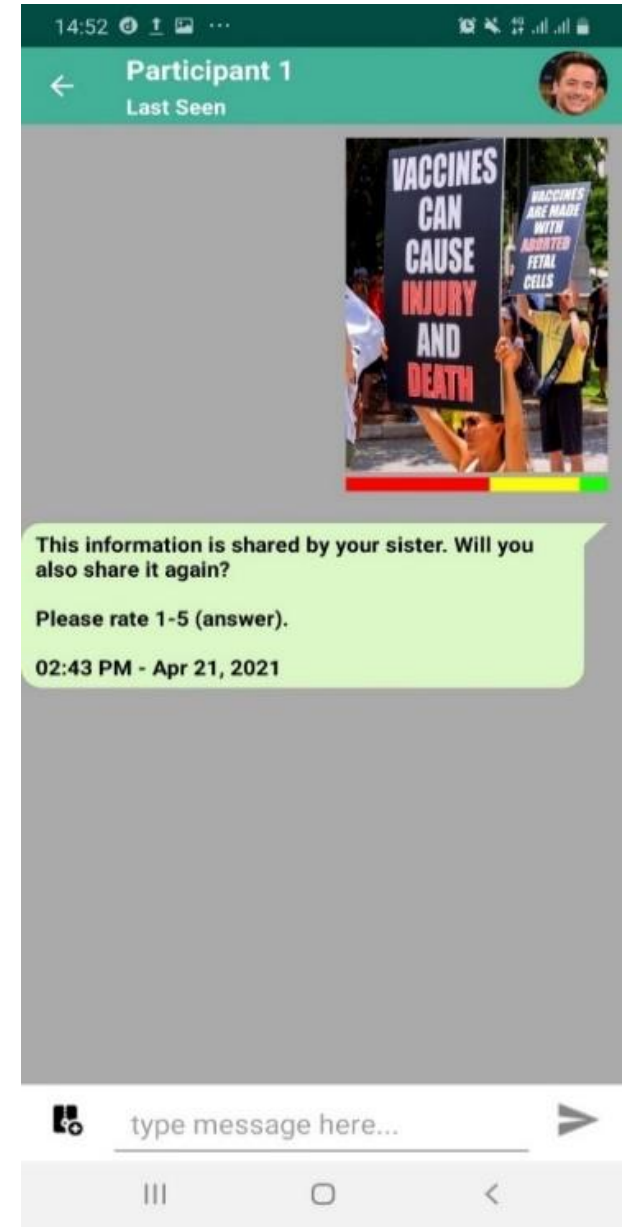 14:52
Participant 1
Last Seen
VACCINES
CAN
CAUSE
INJURY
AND
DEATH
VACCINES
ARE MADE
WITH
ABORTED
FETAL
CELLS
This information is shared by your sister. Will you
also share it again?
Please rate 1-5 (answer).
02:43 PM - Apr 21, 2021
type message here...